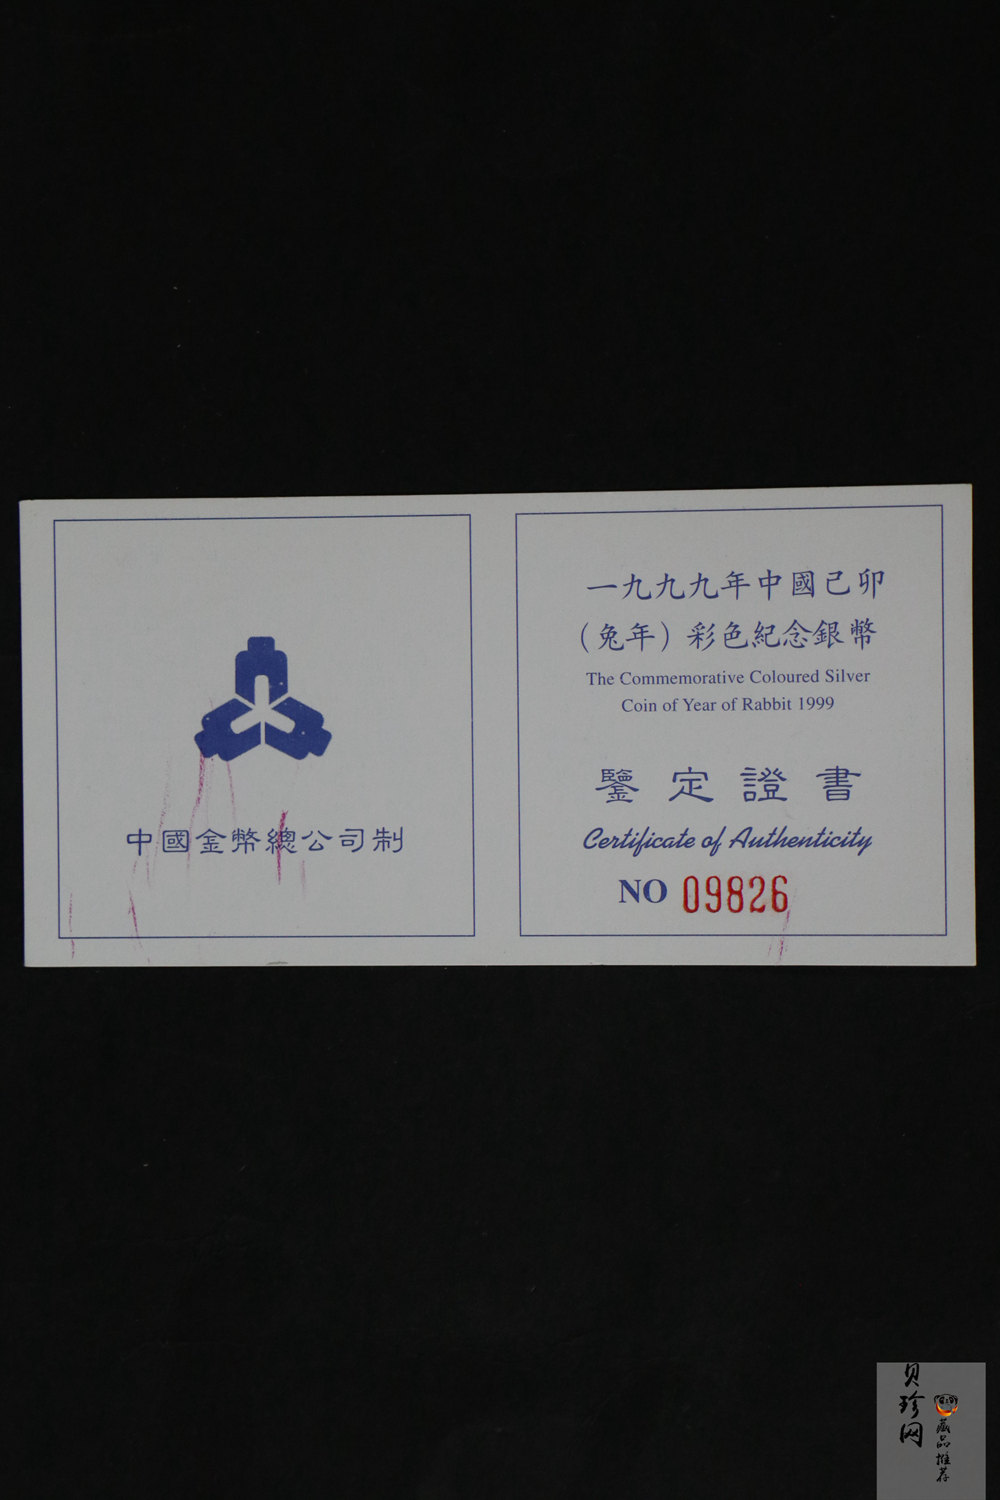 中國金幣總公司制
一九九九年中國己卯
（兔年）彩色紀念銀幣
The Commemorative Coloured Silver
Coin of Year of Rabbit 1999
鑒定證書
Certificate of Authenticity
NO 09826
贝珍网
藏品推荐